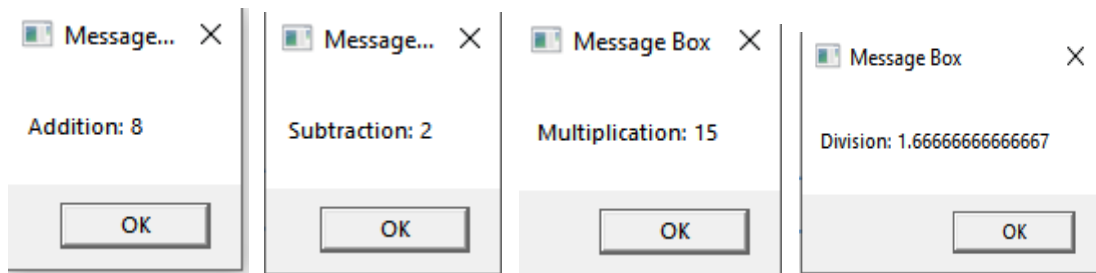 Message...
Addition: 8
OK
Message...
Subtraction: 2
OK
Message Box
Multiplication: 15
OK
Message Box
Division: 1.66666666666667
OK